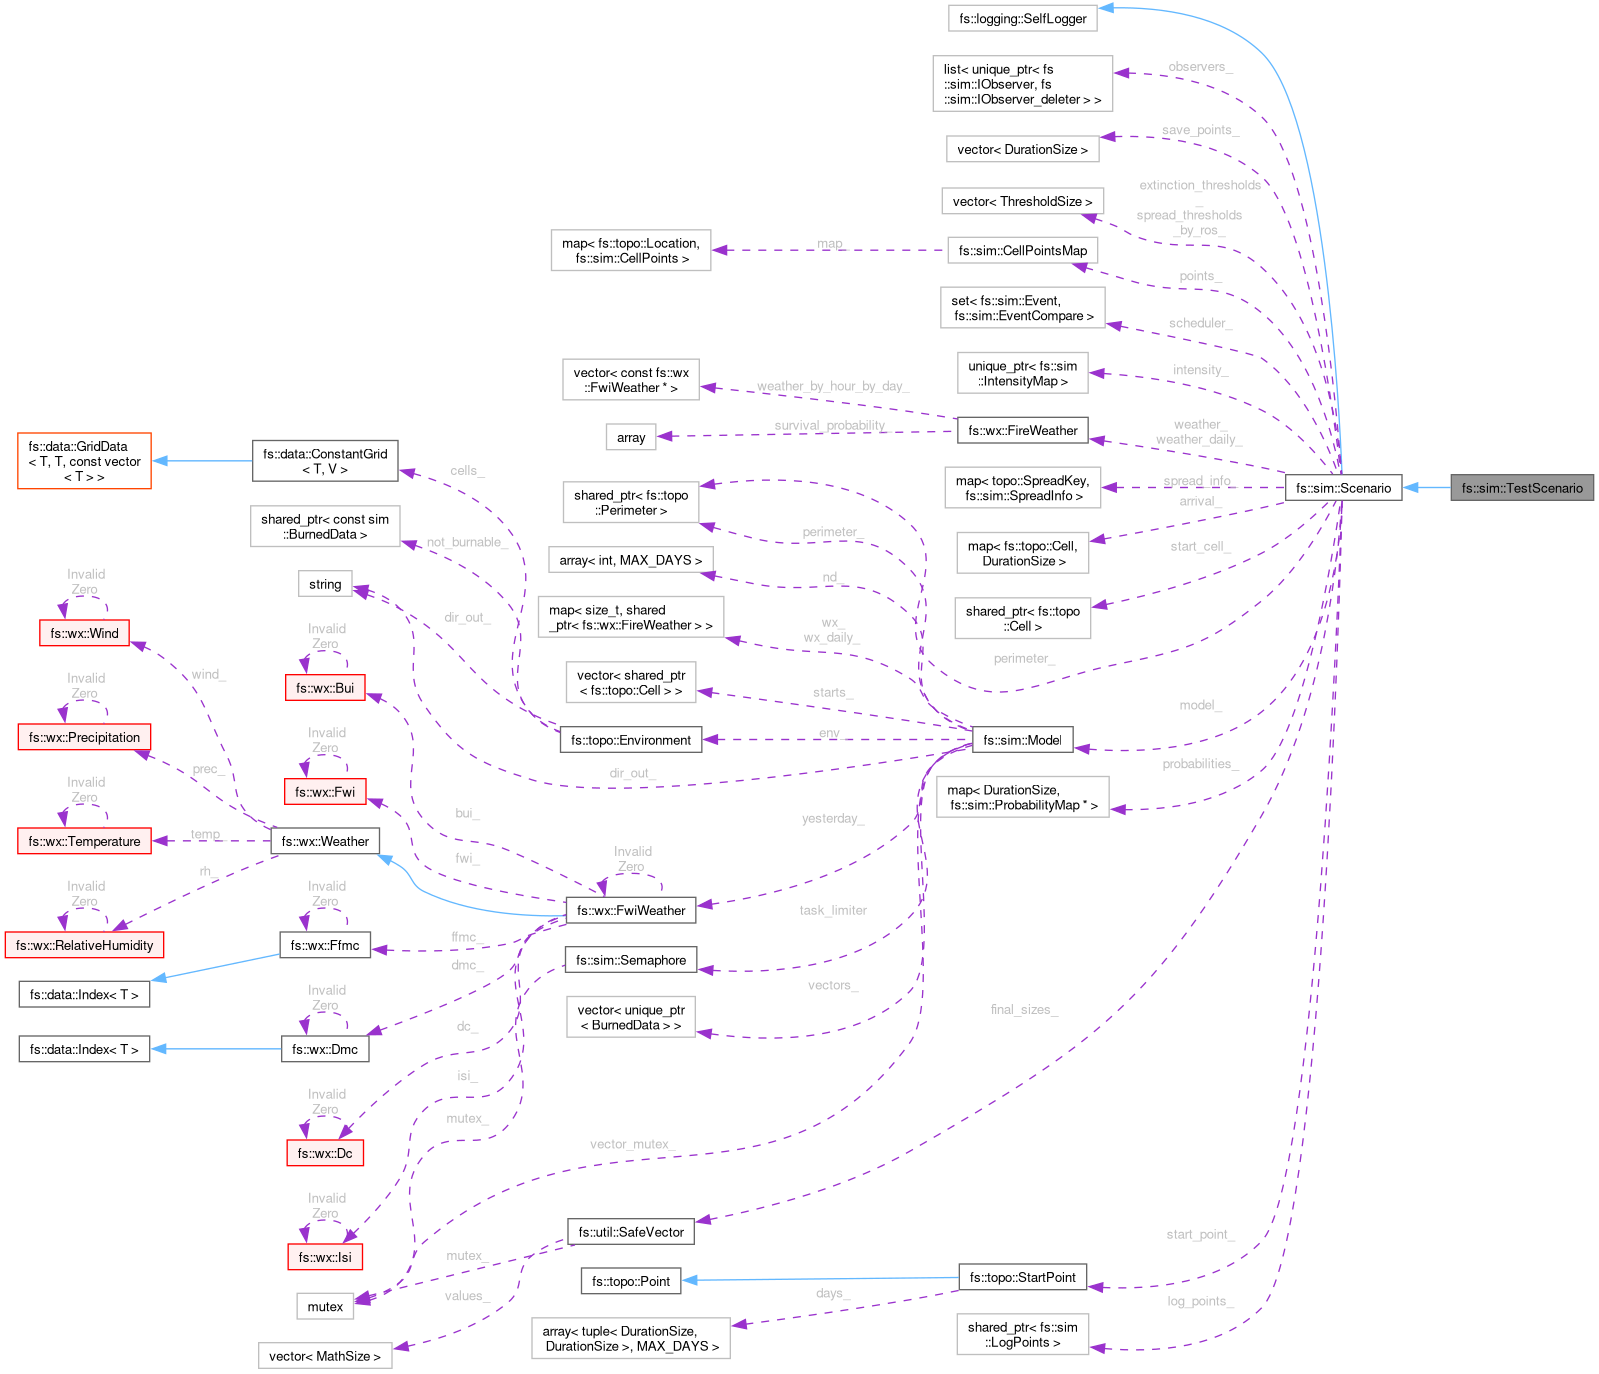 fs::logging::SelfLogger
list< unique_ptr< fs
::sim::IObserver, fs
::sim::IObserver_deleter > >
observers_
vector< DurationSize >
save_points_
vector< ThresholdSize >
extinction_thresholds
_
spread_thresholds
_by_ros_
map< fs::topo::Location,
fs::sim::CellPoints >
map_
fs::sim::CellPointsMap
points_
set< fs::sim::Event,
fs::sim::EventCompare >
scheduler_
unique_ptr< fs::sim
::IntensityMap >
intensity_
vector< const fs::wx
::FwiWeather * >
weather_by_hour_by_day_
array
survival_probability_
fs::wx::FireWeather
weather_
weather_daily_
fs::data::GridData
< T, T, const vector
< T > >
fs::data::ConstantGrid
< T, V >
cells_
shared_ptr< fs::topo
::Perimeter >
map< topo::SpreadKey,
fs::sim::SpreadInfo >
spread_info_
fs::sim::Scenario
fs::sim::TestScenario
shared_ptr< const sim
::BurnedData >
not_burnable_
perimeter_
arrival_
array< int, MAX_DAYS >
nd_
map< fs::topo::Cell,
DurationSize >
start_cell_
string
dir_out_
map< size_t, shared
_ptr< fs::wx::FireWeather > >
wx_
wx_daily_
shared_ptr< fs::topo
::Cell >
Invalid
Zero
fs::wx::Wind
wind_
Invalid
Zero
fs::wx::Bui
vector< shared_ptr
< fs::topo::Cell > >
starts_
perimeter_
model_
Invalid
Zero
fs::wx::Precipitation
prec_
Invalid
Zero
fs::wx::Fwi
fs::topo::Environment
env_
fs::sim::Model
dir_out_
probabilities_
map< DurationSize,
fs::sim::ProbabilityMap * >
Invalid
Zero
fs::wx::Temperature
temp_
fs::wx::Weather
bui_
yesterday_
rh_
fwi_
Invalid
Zero
fs::wx::FwiWeather
Invalid
Zero
fs::wx::RelativeHumidity
Invalid
Zero
fs::wx::Ffmc
ffmc_
task_limiter
fs::sim::Semaphore
dmc_
fs::data::Index< T >
vectors_
vector< unique_ptr
< BurnedData > >
final_sizes_
Invalid
Zero
fs::data::Index< T >
fs::wx::Dmc
dc_
isi_
Invalid
Zero
fs::wx::Dc
mutex_
vector_mutex_
Invalid
Zero
fs::wx::Isi
fs::util::SafeVector
mutex_
start_point_
mutex
values_
fs::topo::Point
fs::topo::StartPoint
days_
log_points_
array< tuple< DurationSize,
DurationSize >, MAX_DAYS >
shared_ptr< fs::sim
::LogPoints >
vector< MathSize >